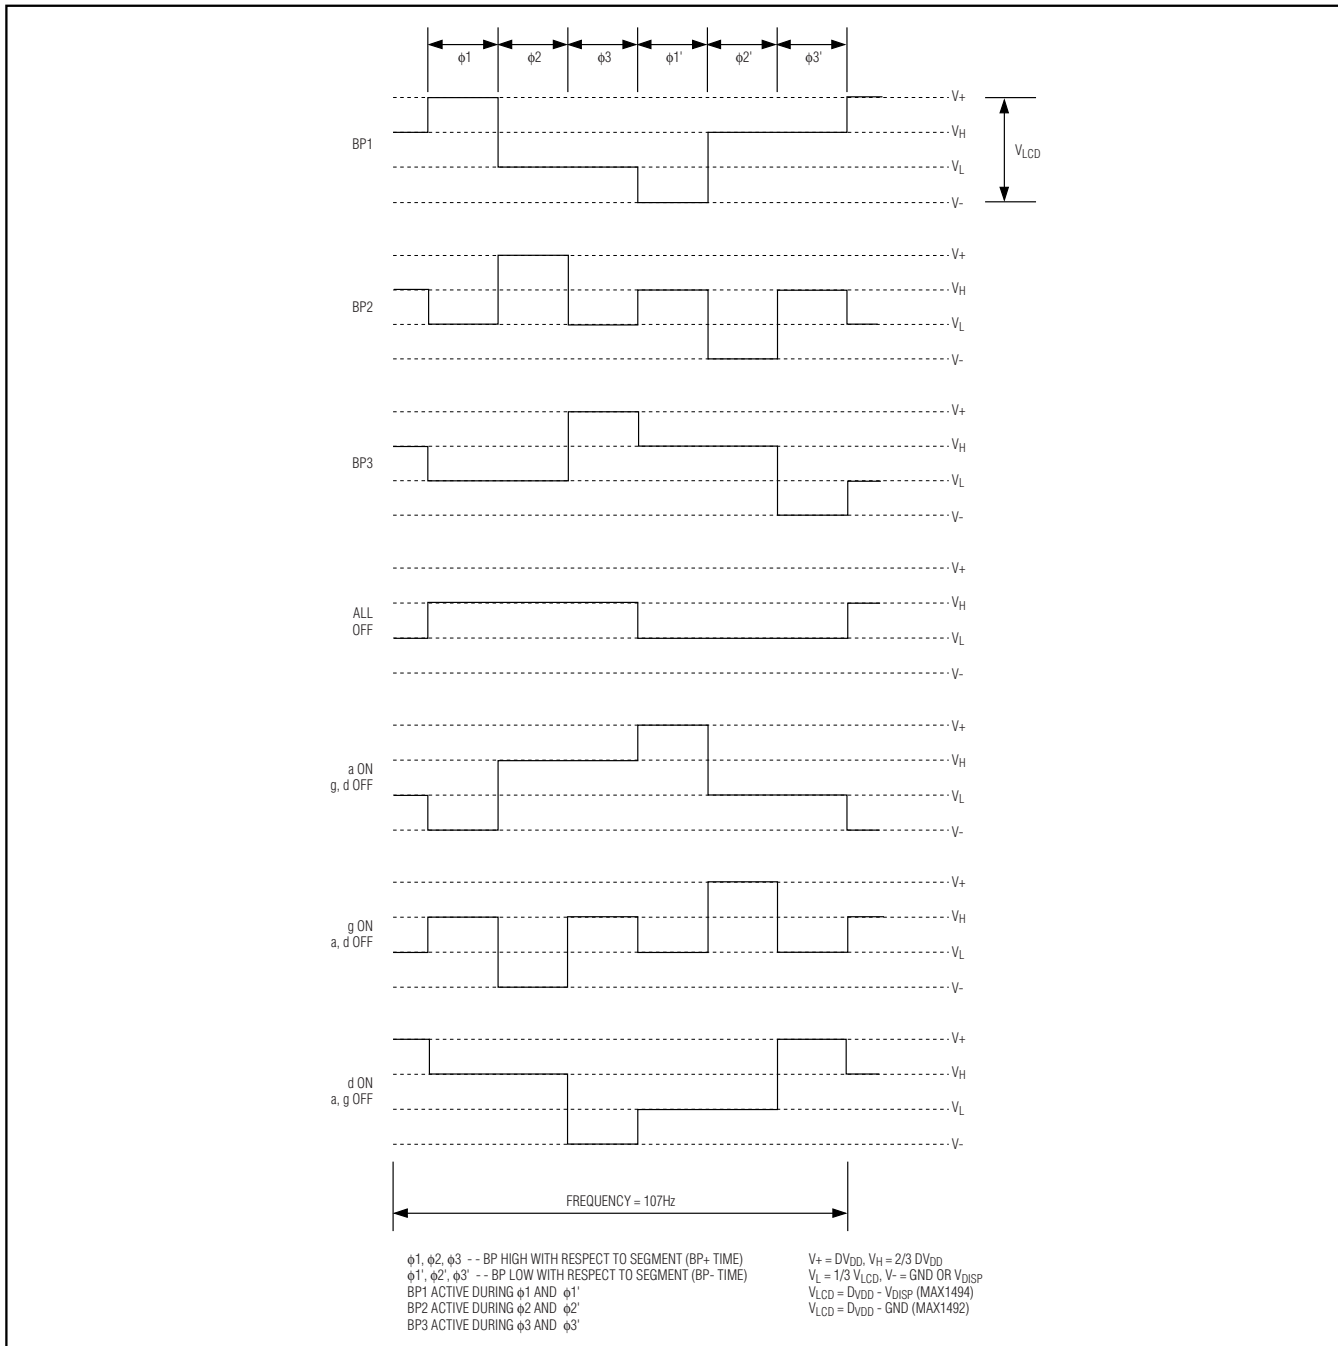 ϕ1 ϕ2 ϕ3 ϕ1' ϕ2' ϕ3'
BP1
V+
VH
VL
V-
VLCD
BP2
V+
VH
VL
V-
BP3
V+
VH
VL
V-
ALL
OFF
V+
VH
VL
V-
a ON
g, d OFF
V+
VH
VL
V-
g ON
a, d OFF
V+
VH
VL
V-
d ON
a, g OFF
V+
VH
VL
V-
FREQUENCY = 107Hz
ϕ1, ϕ2, ϕ3 - - BP HIGH WITH RESPECT TO SEGMENT (BP+ TIME)
ϕ1', ϕ2', ϕ3' - - BP LOW WITH RESPECT TO SEGMENT (BP- TIME)
BP1 ACTIVE DURING ϕ1 AND ϕ1'
BP2 ACTIVE DURING ϕ2 AND ϕ2'
BP3 ACTIVE DURING ϕ3 AND ϕ3'
V+ = DVDD, VH = 2/3 DVDD
VL = 1/3 VLCD, V- = GND OR VDISP
VLCD = DVDD - VDISP (MAX1494)
VLCD = DVDD - GND (MAX1492)